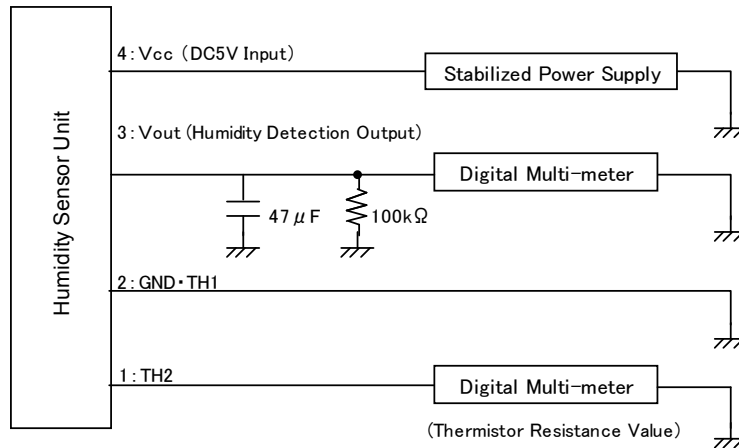 Humidity Sensor Unit
4：Vcc (DC5V Input)
Stabilized Power Supply
3：Vout (Humidity Detection Output)
Digital Multi-meter
47μF
100kΩ
2：GND・TH1
1：TH2
Digital Multi-meter
(Thermistor Resistance Value)